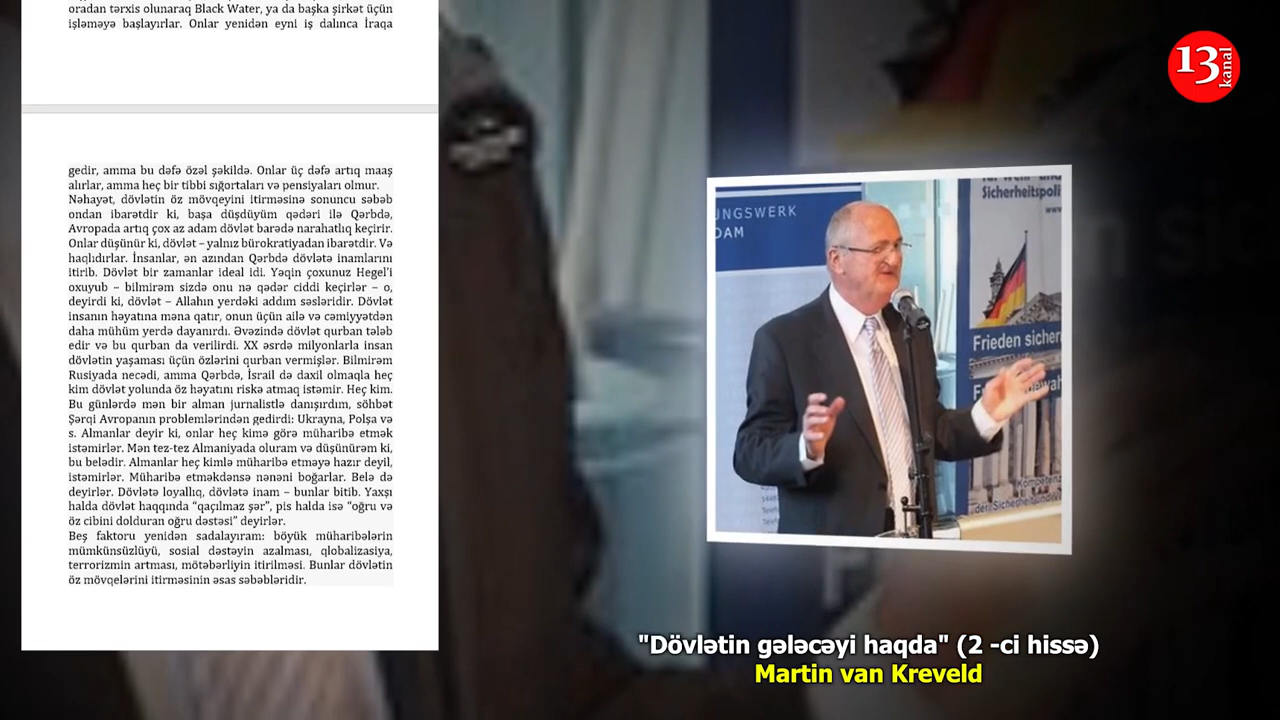 oradan tərxis olunaraq Black Water, ya da başka şirkət üçün
işləməyə başlayırlar. Onlar yenidən eyni iş dalınca İraqa
gedir, amma bu dəfə özəl şəkildə. Onlar üç dəfə artıq maaş
alırlar, amma heç bir tibbi sığortaları və pensiyaları olmur.
Nəhayət, dövlətin öz mövqeyini itirməsinə sonuncu səbəb
ondan ibarətdir ki, başa düşdüyüm qədəri ilə Qərbdə,
Avropada artıq çox az adam dövlət barədə narahatlıq keçirir.
Onlar düşünür ki, dövlət – yalnız bürokratiyadan ibarətdir. Və
haqlıdırlar. İnsanlar, ən azından Qərbdə dövlətə inamlarını
itirib. Dövlət bir zamanlar ideal idi. Yəqin çoxunuz Hegel’i
oxuyub – bilmirəm sizdə onu nə qədər ciddi keçirlər – o,
deyirdi ki, dövlət – Allahın yerdəki addım səsləridir. Dövlət
insanın həyatına məna qatır, onun üçün ailə və cəmiyyətdən
daha mühüm yerdə dayanırdı. Əvəzində dövlət qurban tələb
edir və bu qurban da verilirdi. XX əsrdə milyonlarla insan
dövlətin yaşaması üçün özlərini qurban vermişlər. Bilmirəm
Rusiyada necədi, amma Qərbdə, İsrail də daxil olmaqla heç
kim dövlət yolunda öz həyatını riskə atmaq istəmir. Heç kim.
Bu günlərdə mən bir alman jurnalistlə danışırdım, söhbət
Şərqi Avropanın problemlərindən gedirdi: Ukrayna, Polşa və
s. Almanlar deyir ki, onlar heç kimə görə müharibə etmək
istəmirlər. Mən tez-tez Almaniyada oluram və düşünürəm ki,
bu belədir. Almanlar heç kimlə müharibə etməyə hazır deyil,
istəmirlər. Müharibə etməkdənsə nənəni boğarlar. Belə də
deyirlər. Dövlətə loyallıq, dövlətə inam – bunlar bitib. Yaxşı
halda dövlət haqqında “qaçılmaz şər”, pis halda isə “oğru və
öz cibini dolduran oğru dəstəsi” deyirlər.
Beş faktoru yenidən sadalayıram: böyük müharibələrin
mümkünsüzlüyü, sosial dəstəyin azalması, qlobalizasiya,
terrorizmin artması, mötəbərliyin itirilməsi. Bunlar dövlətin
öz mövqelərini itirməsinin əsas səbəbləridir.
13
kanal
UNGSWERK
DAM
Sicherheitspoli
www
Frieden sicher
"Dövlətin gələcəyi haqda" (2 -ci hissə)
Martin van Kreveld